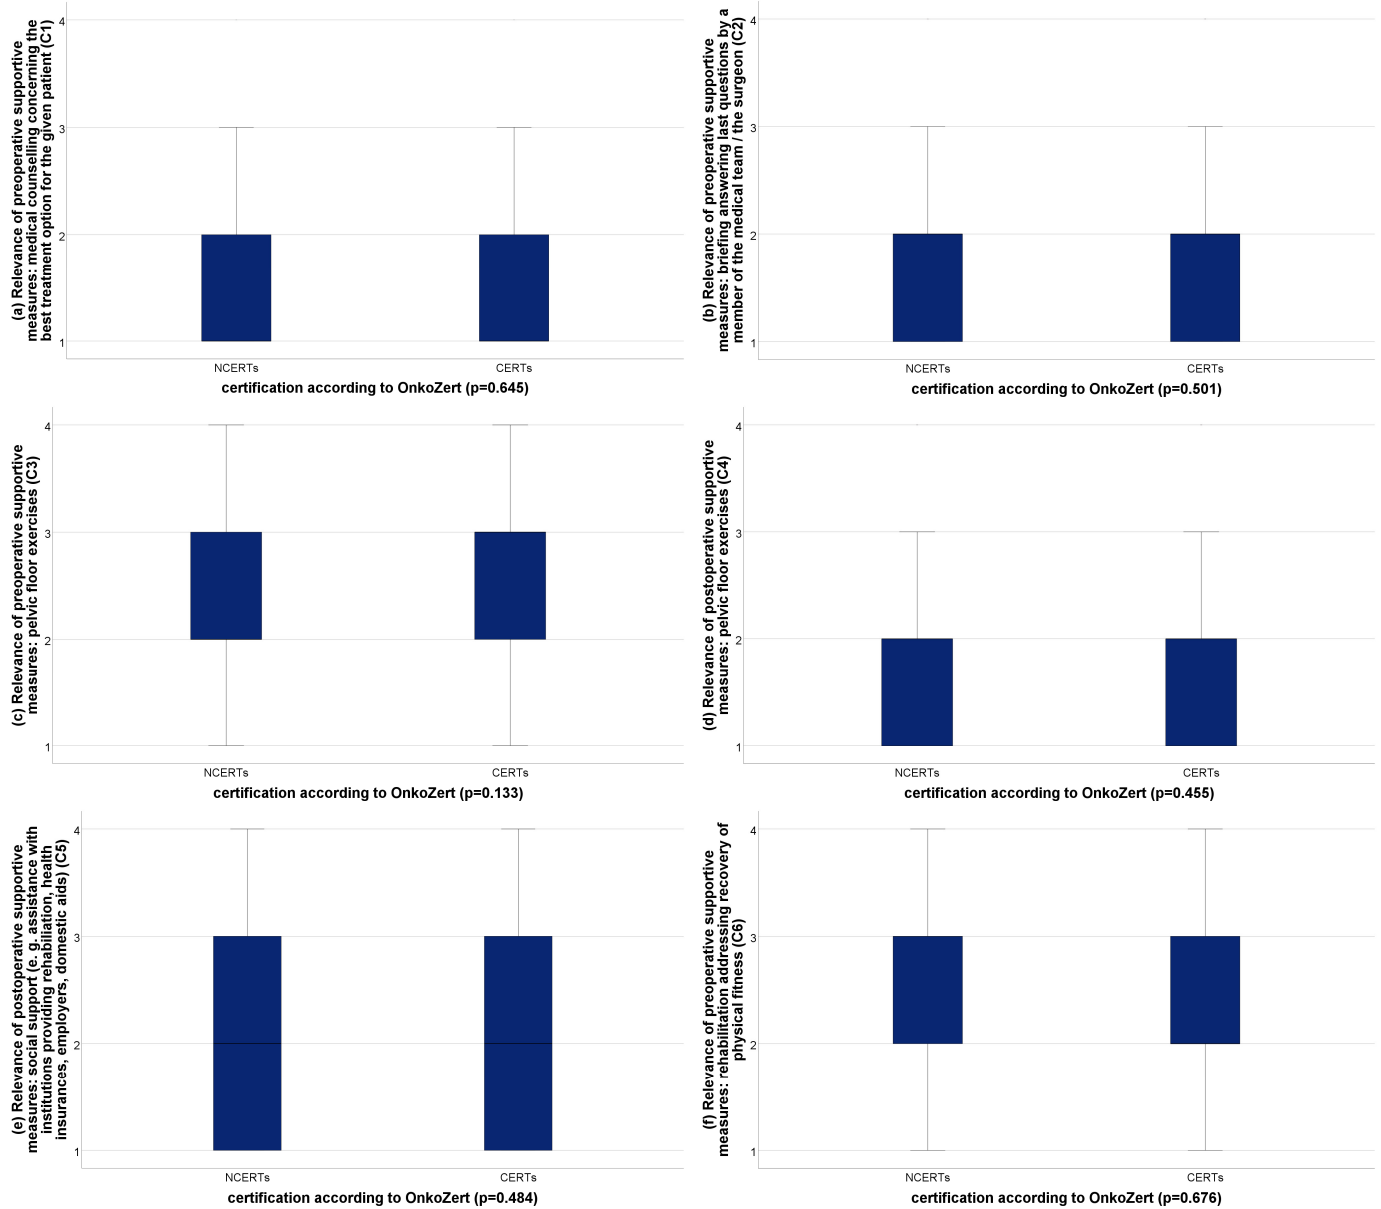 (a) Relevance of preoperative supportive
measures: medical counselling concerning the
best treatment option for the given patient (C1)
4
3
2
1
NCERTs CERTs
certification according to OnkoZert (p=0.645)
(b) Relevance of preoperative supportive
measures: briefing answering last questions by a
member of the medical team / the surgeon (C2)
4
3
2
1
NCERTs CERTs
certification according to OnkoZert (p=0.501)
(c) Relevance of preoperative supportive
measures: pelvic floor exercises (C3)
4
3
2
1
NCERTs CERTs
certification according to OnkoZert (p=0.133)
(d) Relevance of postoperative supportive
measures: pelvic floor exercises (C4)
4
3
2
1
NCERTs CERTs
certification according to OnkoZert (p=0.455)
(e) Relevance of postoperative supportive
measures: social support (e. g. assistance with
institutions providing rehabiliation, health
insurances, employers, domestic aids) (C5)
4
3
2
1
NCERTs CERTs
certification according to OnkoZert (p=0.484)
(f) Relevance of preoperative supportive
measures: rehabilitation addressing recovery of
physical fitness (C6)
4
3
2
1
NCERTs CERTs
certification according to OnkoZert (p=0.676)